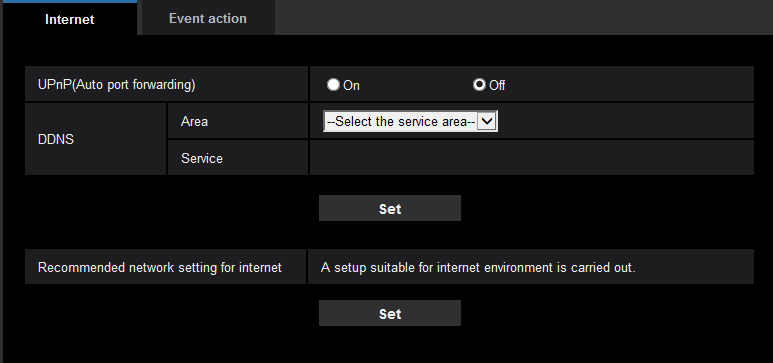 Internet
Event action
UPnP(Auto port forwarding)
On
Off
DDNS
Area
--Select the service area--
Service
Set
Recommended network setting for internet
A setup suitable for internet environment is carried out.
Set